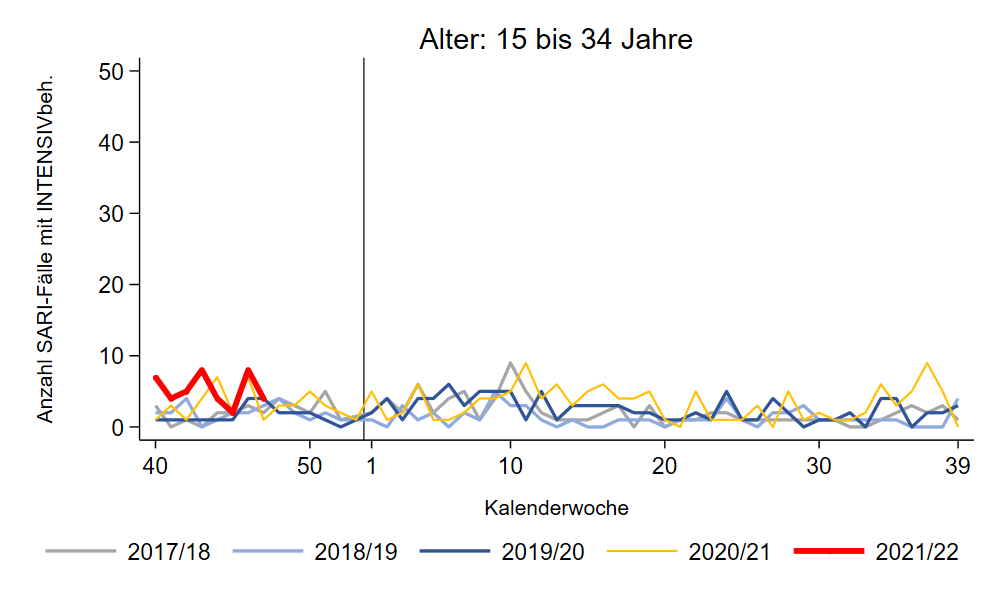 Alter: 15 bis 34 Jahre
Anzahl SARI-Fälle mit INTENSIVbeh.
50
40
30
20
10
0
40 50 1 10 20 30 39
Kalenderwoche
2017/18 2018/19 2019/20 2020/21 2021/22